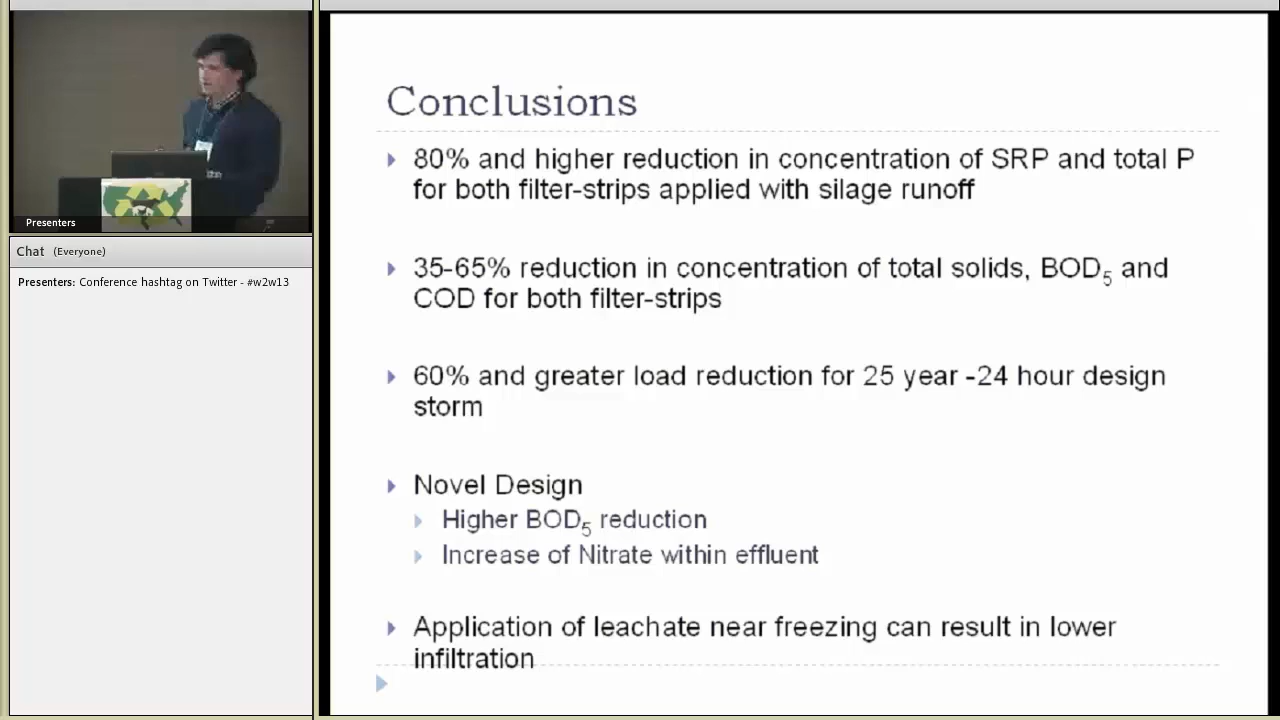 Presenters
Chat (Everyone)
Presenters: Conference hashtag on Twitter - #w2w13
Conclusions
80% and higher reduction in concentration of SRP and total P
for both filter-strips applied with silage runoff
35-65% reduction in concentration of total solids, BOD5 and
COD for both filter-strips
60% and greater load reduction for 25 year -24 hour design
storm
Novel Design
Higher BOD5 reduction
Increase of Nitrate within effluent
Application of leachate near freezing can result in lower
infiltration